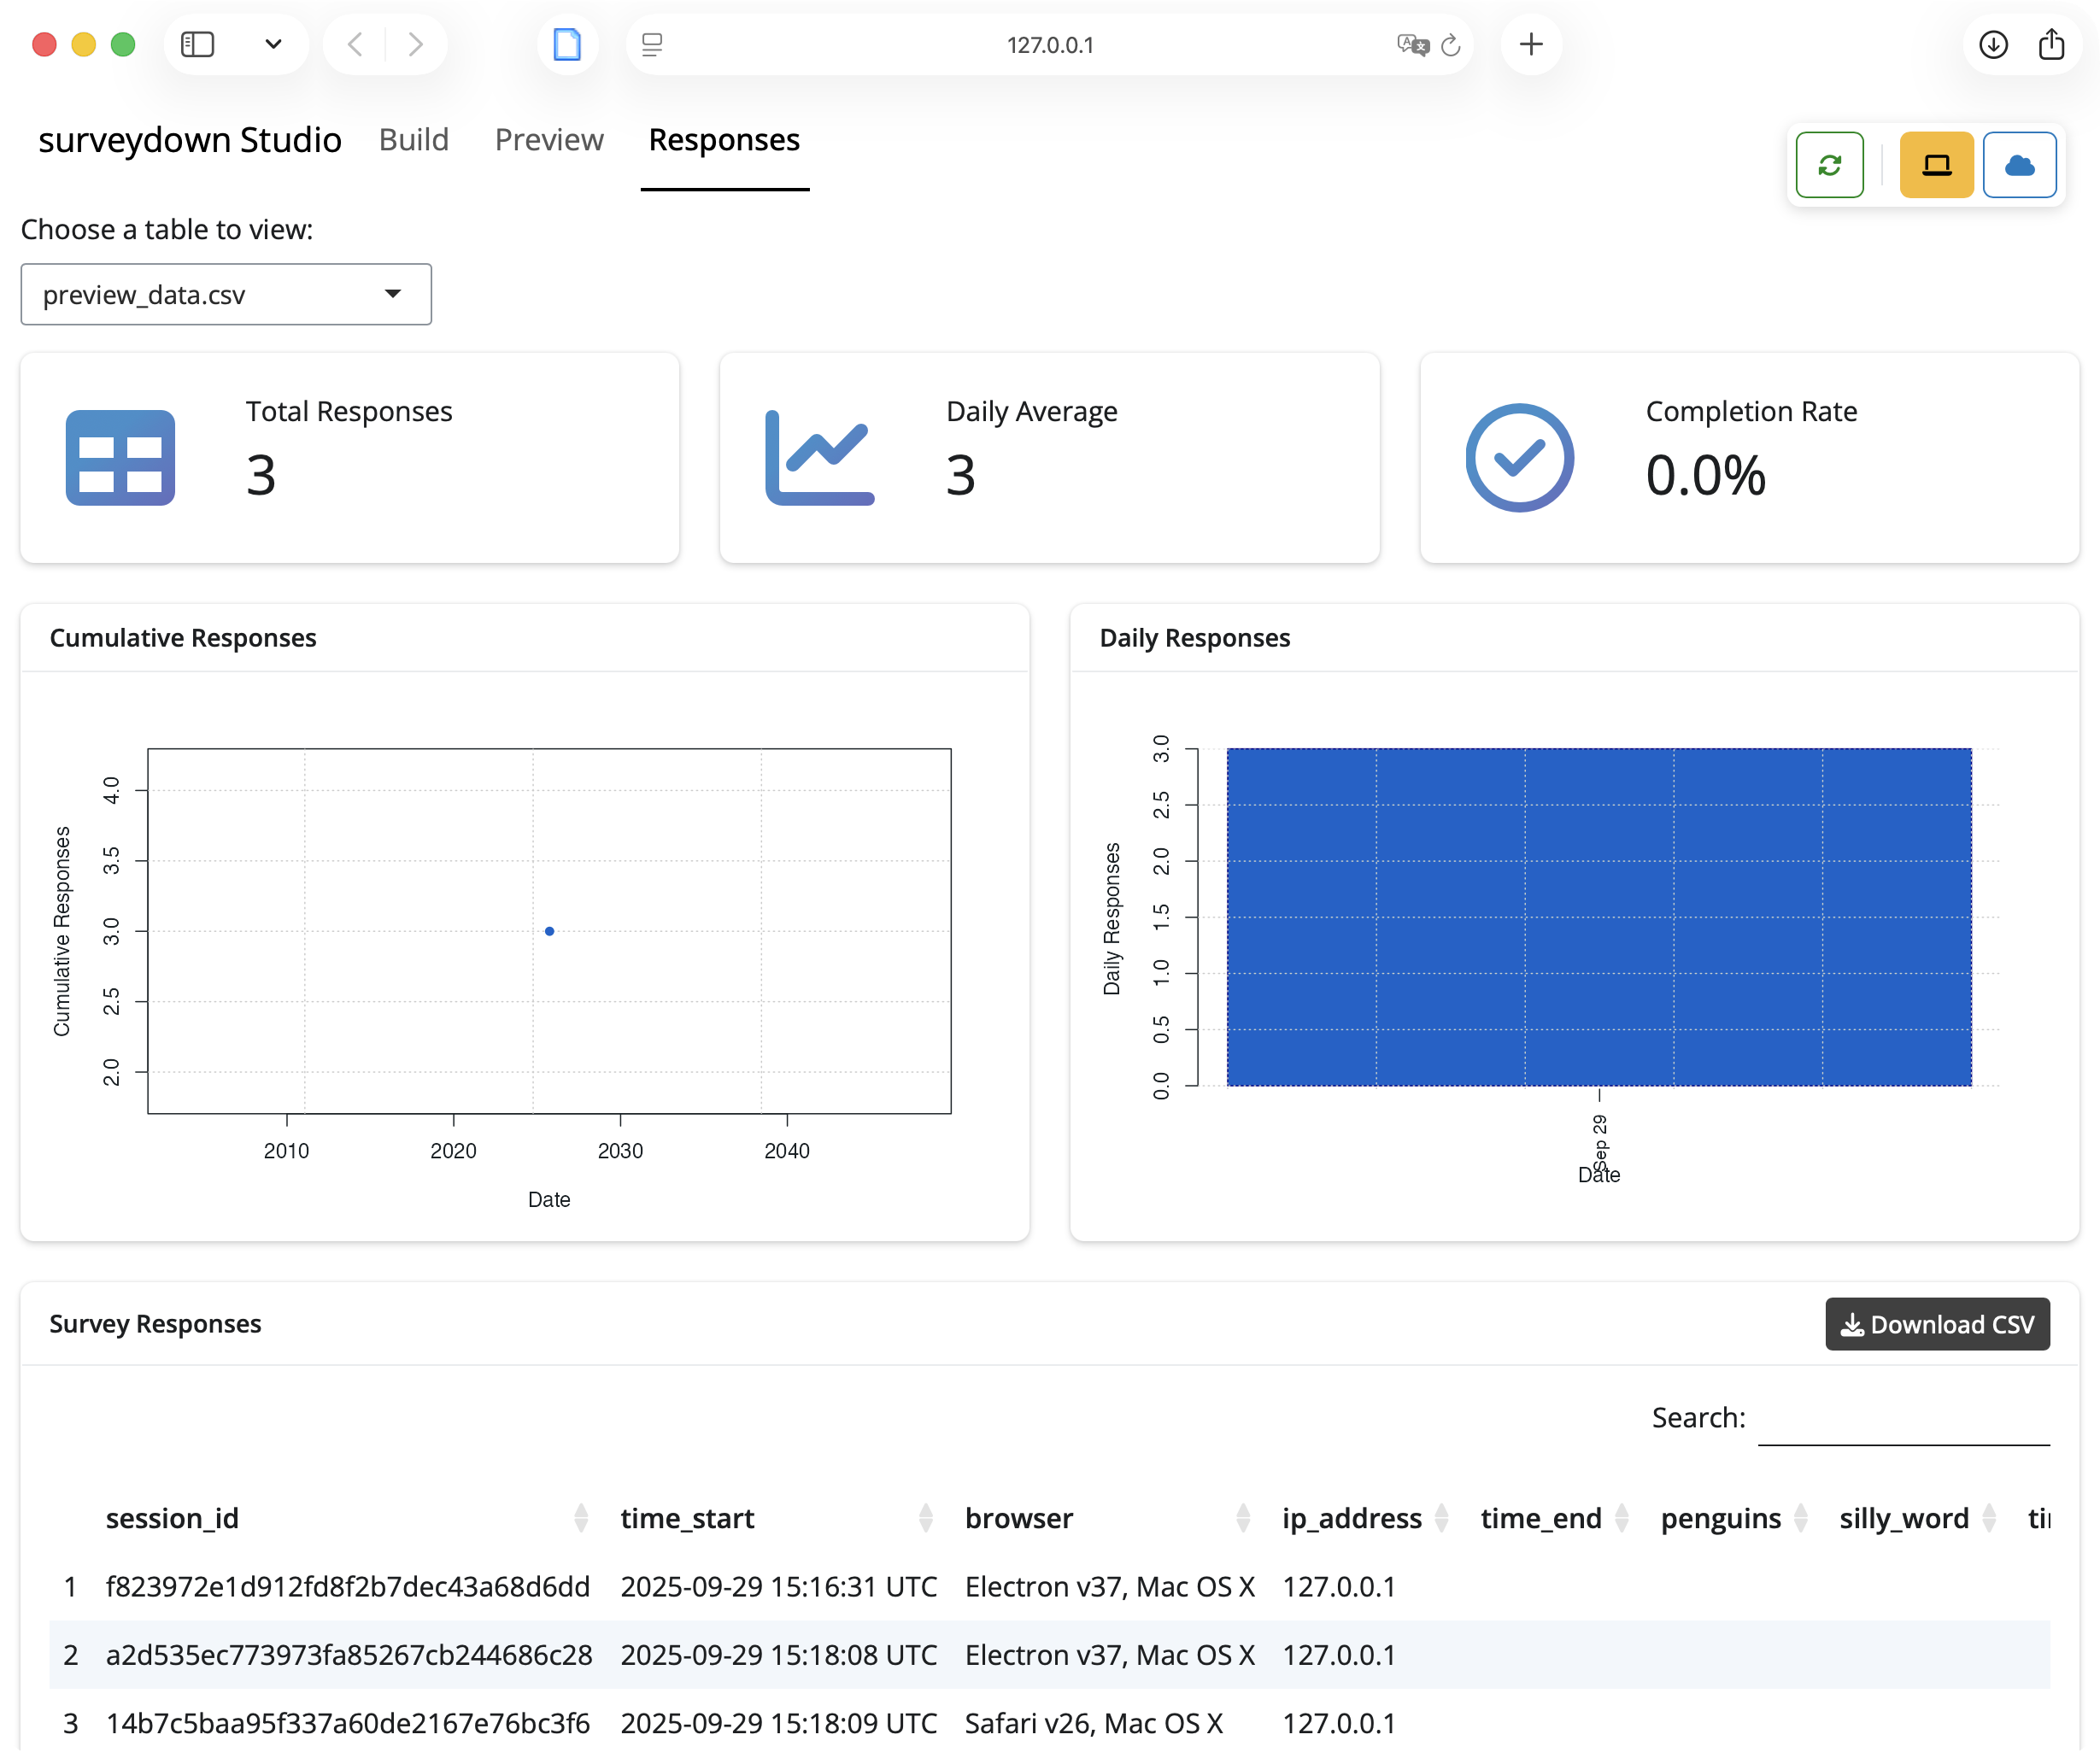 127.0.0.1
surveydown Studio Build Preview Responses
Choose a table to view:
preview_data.csv
Total Responses
3
Daily Average
3
Completion Rate
0.0%
Cumulative Responses
Cumulative Responses
4.0
3.5
3.0
2.5
2.0
2010 2020 2030 2040
Date
Daily Responses
Daily Responses
3.0
2.5
2.0
1.5
1.0
0.5
0.0
Sep 29
Date
Survey Responses
Download CSV
Search:
session_id time_start browser ip_address time_end penguins silly_word
1 f823972e1d912fd8f2b7dec43a68d6dd 2025-09-29 15:16:31 UTC Electron v37, Mac OS X 127.0.0.1
2 a2d535ec773973fa85267cb244686c28 2025-09-29 15:18:08 UTC Electron v37, Mac OS X 127.0.0.1
3 14b7c5baa95f337a60de2167e76bc3f6 2025-09-29 15:18:09 UTC Safari v26, Mac OS X 127.0.0.1